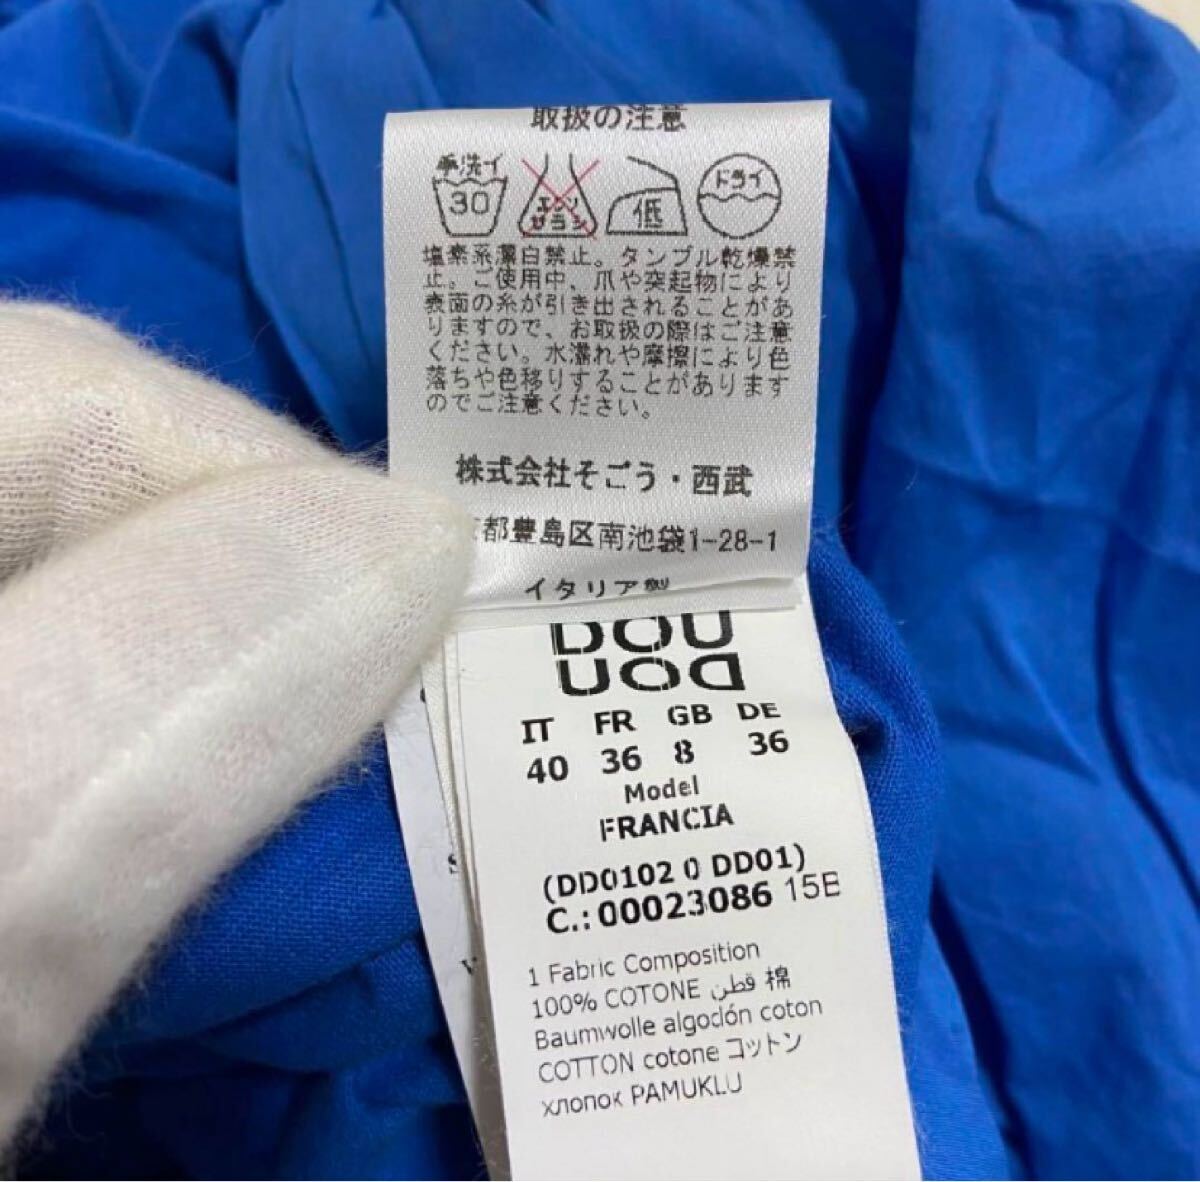 取扱の注意
手洗イ
30
エンソ
サラシ
低
ドライ
塩素系漂白禁止。タンブル乾燥禁
止。ご使用中、爪や突起物により
表面の糸が引き出されることがあ
りますので、お取扱の際はご注意
ください。水濡れや摩擦により色
落ちや色移りすることがあります
のでご注意ください。
株式会社そごう・西武
都豊島区南池袋1-28-1
イタリア製
DOU
UOD
IT FR GB DE
40 36 8 36
Model
FRANCIA
(DD0102 0 DD01)
C.:00023086 15E
1 Fabric Composition
100% COTONE قطن 棉
Baumwolle algodón coton
COTTON cotone コットン
хлопок PAMUKLU